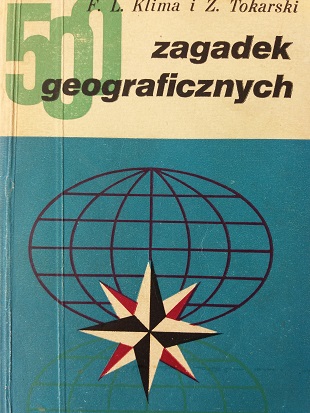 F. L. Klima i Z. Tokarski
500
zagadek
geograficznych